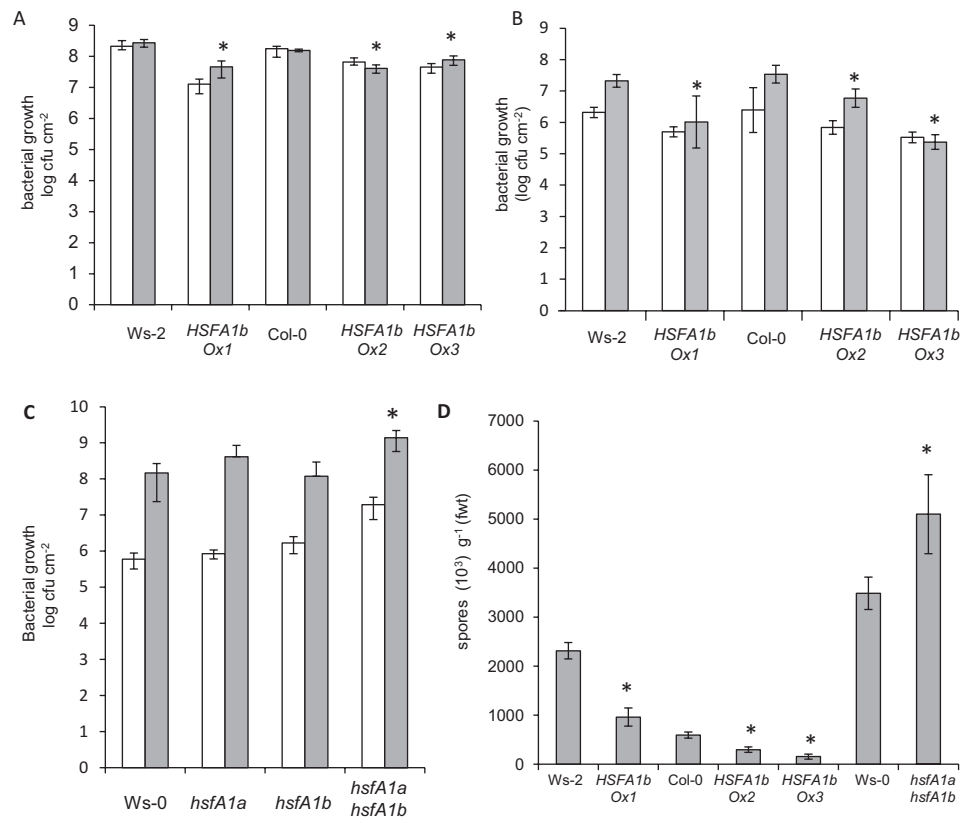 A
9
8
7
6
5
4
3
2
1
0
bacterial growth
log cfu cm⁻²
*
*
*
Ws-2
HSFA1b
Ox1
Col-0
HSFA1b
Ox2
HSFA1b
Ox3
B
9
8
7
6
5
4
3
2
1
0
bacterial growth
(log cfu cm⁻²)
*
*
*
Ws-2
HSFA1b
Ox1
Col-0
HSFA1b
Ox2
HSFA1b
Ox3
C
10
9
8
7
6
5
4
3
2
1
0
Bacterial growth
log cfu cm⁻²
*
Ws-0
hsfA1a
hsfA1b
hsfA1a
hsfA1b
D
7000
6000
5000
4000
3000
2000
1000
0
spores (10³) g⁻¹ (fwt)
*
*
*
*
Ws-2
HSFA1b
Ox1
Col-0
HSFA1b
Ox2
HSFA1b
Ox3
Ws-0
hsfA1a
hsfA1b